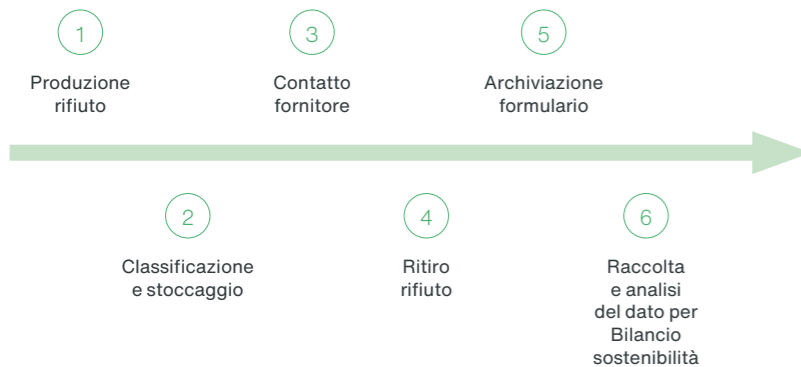 1
Produzione
rifiuto
2
Classificazione
e stoccaggio
3
Contatto
fornitore
4
Ritiro
rifiuto
5
Archiviazione
formulario
6
Raccolta
e analisi
del dato per
Bilancio
sostenibilità